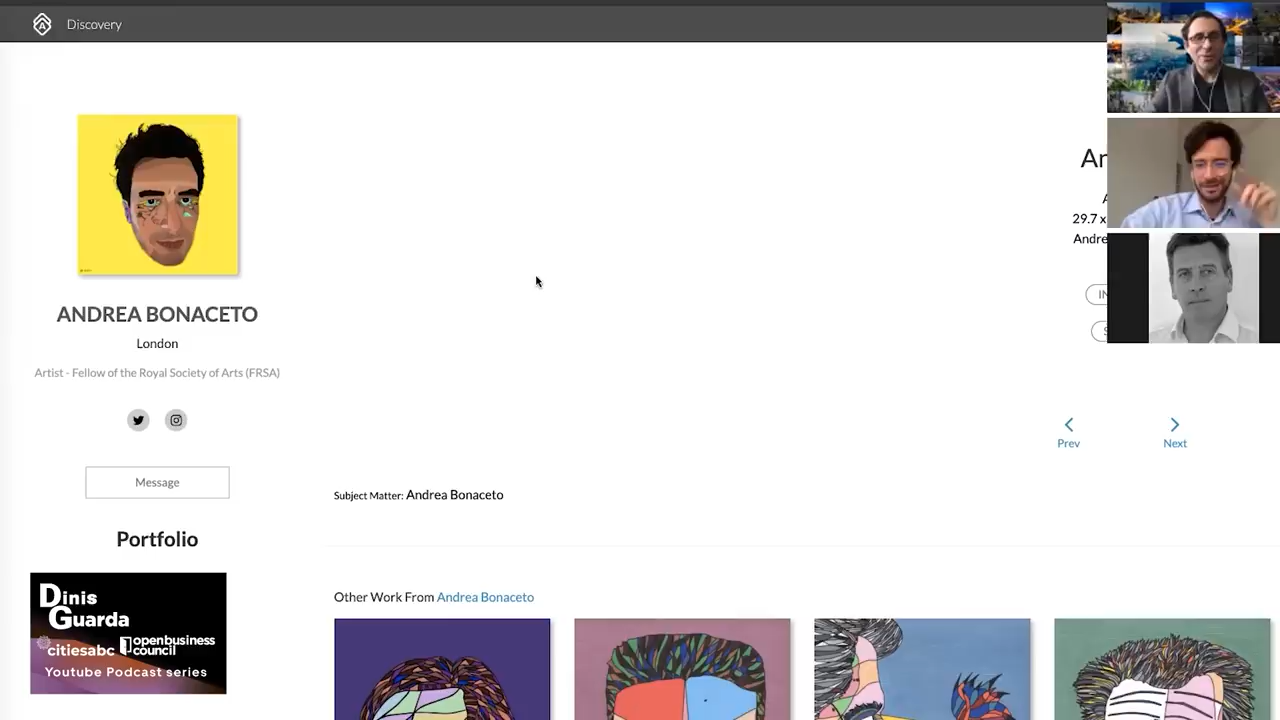 Discovery
ANDREA BONACETO
London
Artist - Fellow of the Royal Society of Arts (FRSA)
Message
Portfolio
Dinis
Guarda
citiesabc openbusiness
council
Youtube Podcast series
29.7 x
Prev
Next
Subject Matter: Andrea Bonaceto
Other Work From Andrea Bonaceto